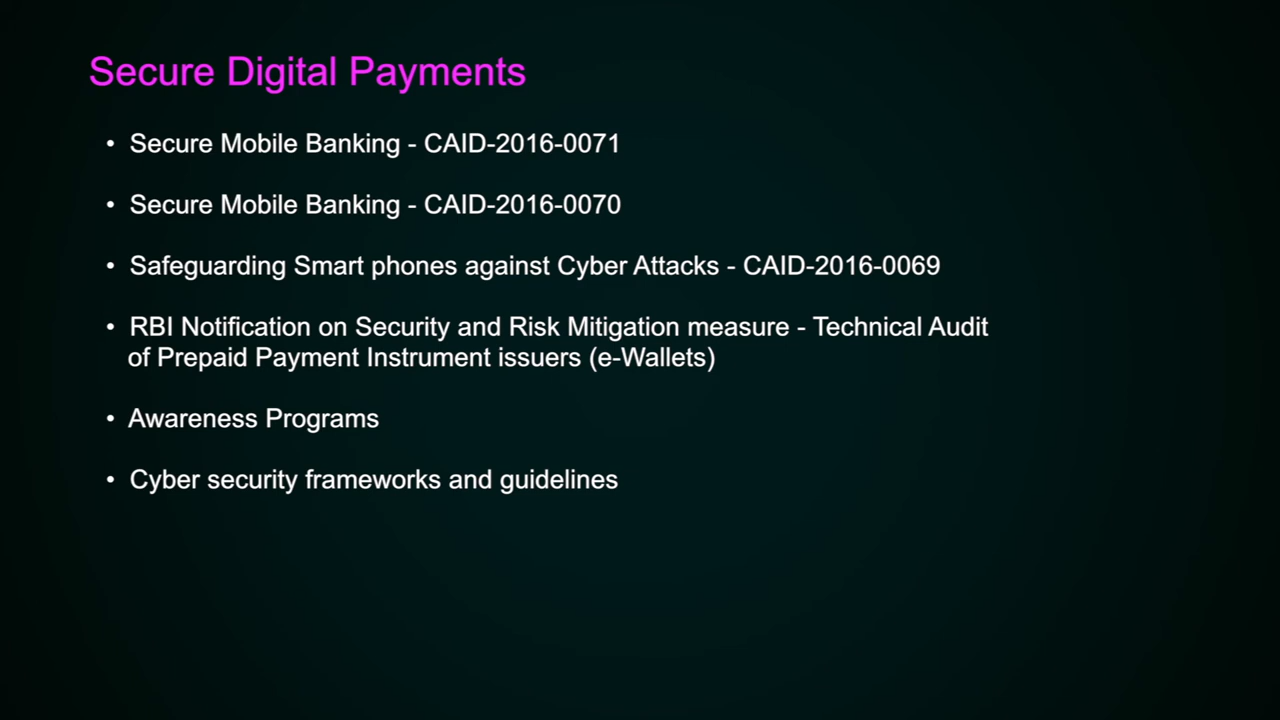 Secure Digital Payments
• Secure Mobile Banking - CAID-2016-0071
• Secure Mobile Banking - CAID-2016-0070
• Safeguarding Smart phones against Cyber Attacks - CAID-2016-0069
• RBI Notification on Security and Risk Mitigation measure - Technical Audit
of Prepaid Payment Instrument issuers (e-Wallets)
• Awareness Programs
• Cyber security frameworks and guidelines